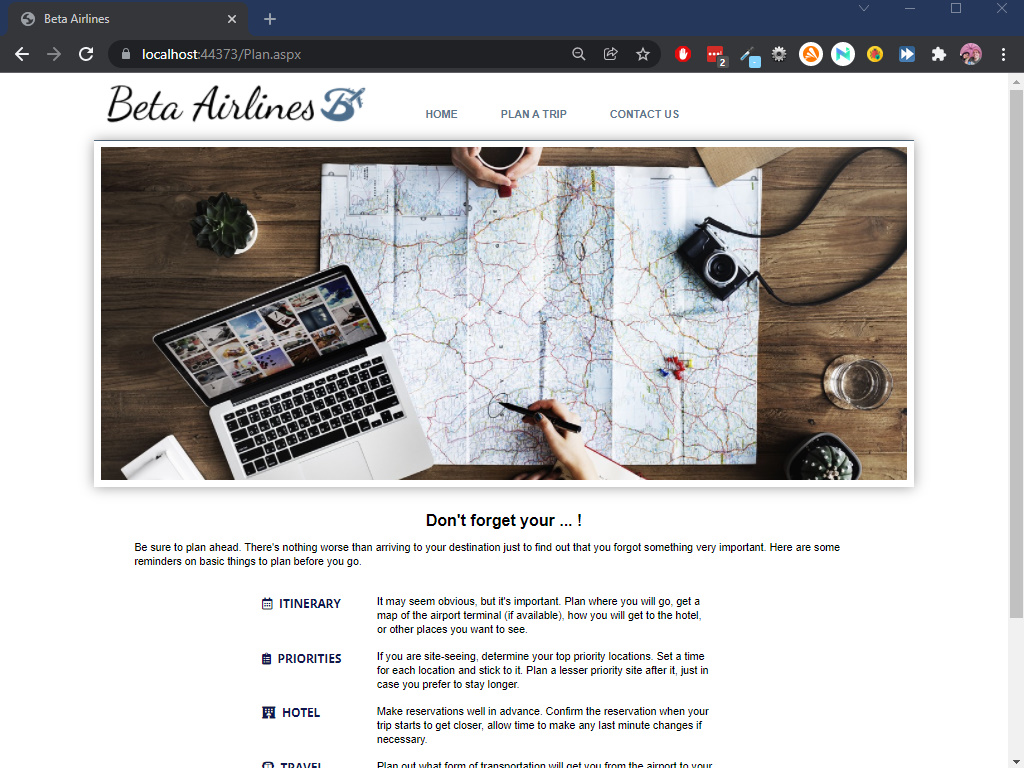 Beta Airlines
localhost:44373/Plan.aspx
2
Beta Airlines B
HOME PLAN A TRIP CONTACT US
Don't forget your ... !
Be sure to plan ahead. There's nothing worse than arriving to your destination just to find out that you forgot something very important. Here are some
reminders on basic things to plan before you go.
ITINERARY
It may seem obvious, but it's important. Plan where you will go, get a
map of the airport terminal (if available), how you will get to the hotel,
or other places you want to see.
PRIORITIES
If you are site-seeing, determine your top priority locations. Set a time
for each location and stick to it. Plan a lesser priority site after it, just in
case you prefer to stay longer.
HOTEL
Make reservations well in advance. Confirm the reservation when your
trip starts to get closer, allow time to make any last minute changes if
necessary.
TRAVEL
Plan out what form of transportation will get you from the airport to your